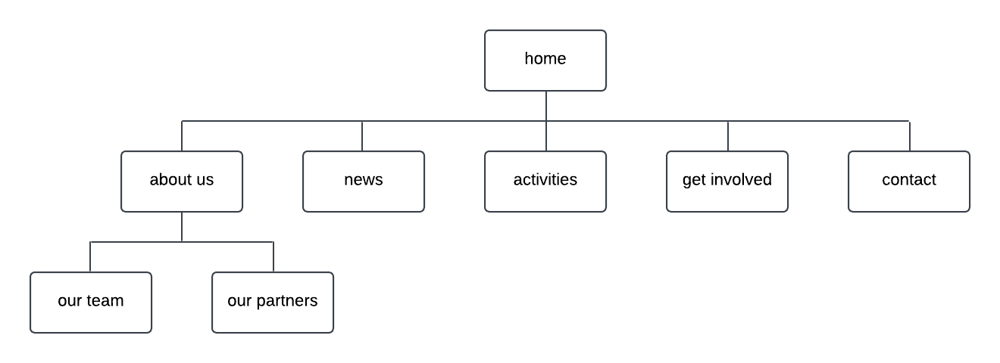 home
about us
news
activities
get involved
contact
our team
our partners